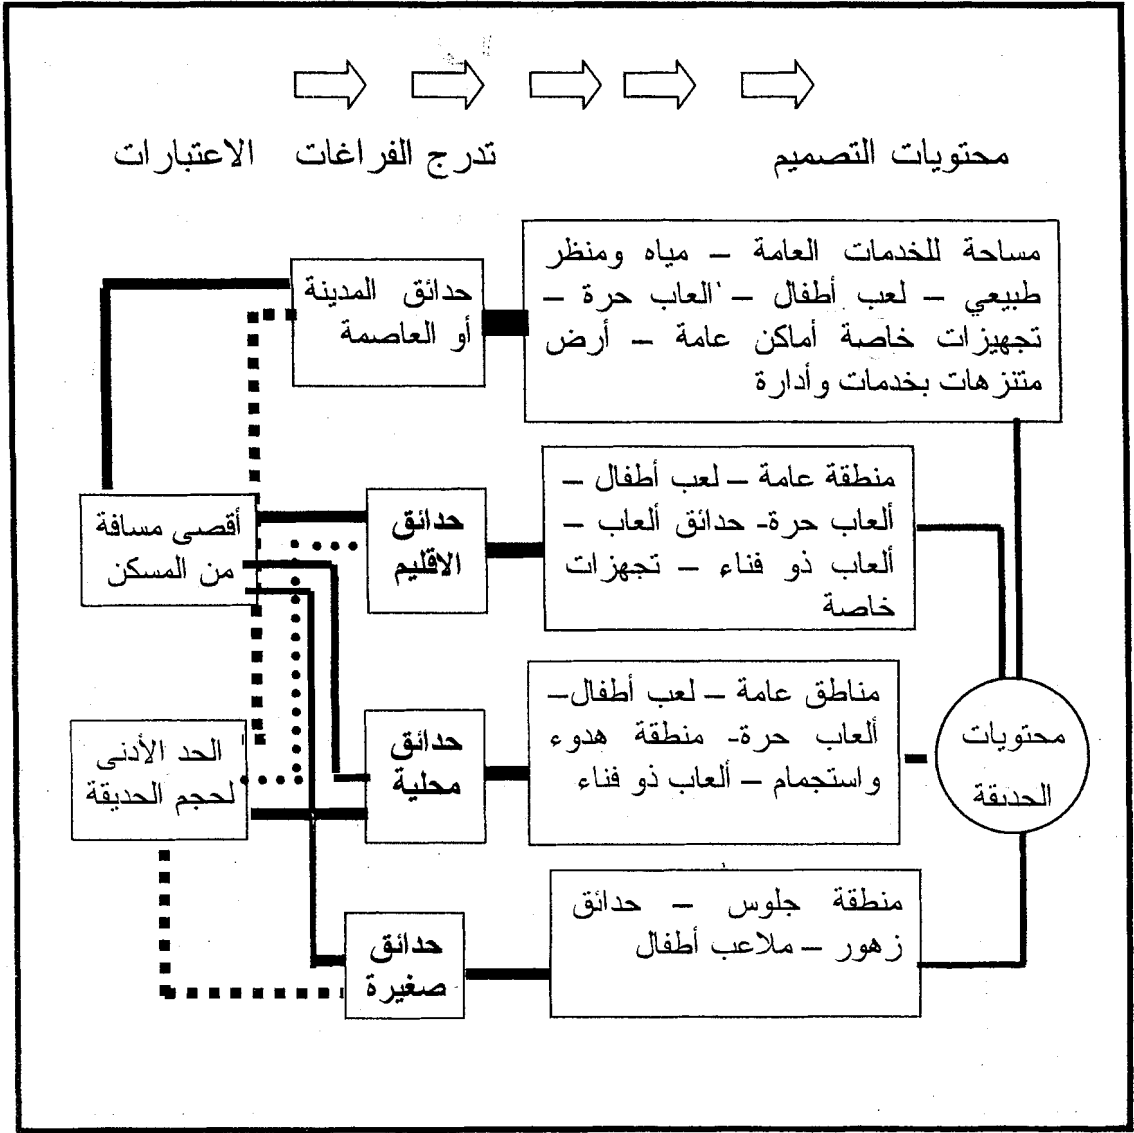 الاعتبارات تدرج الفراغات محتويات التصميم
حدائق المدينة
أو العاصمة
مساحة للخدمات العامة – مياه ومنظر
طبيعي – لعب أطفال – العاب حرة –
تجهيزات خاصة أماكن عامة – أرض
متنزهات بخدمات وأدارة
أقصى مسافة
من المسكن
حدائق
الاقليم
منطقة عامة – لعب أطفال –
ألعاب حرة- حدائق ألعاب –
ألعاب ذو فناء – تجهزات
خاصة
الحد الأدنى
لحجم الحديقة
حدائق
محلية
مناطق عامة – لعب أطفال–
ألعاب حرة- منطقة هدوء
واستجمام – ألعاب ذو فناء
محتويات
الحديقة
حدائق
صغيرة
منطقة جلوس – حدائق
زهور – ملاعب أطفال